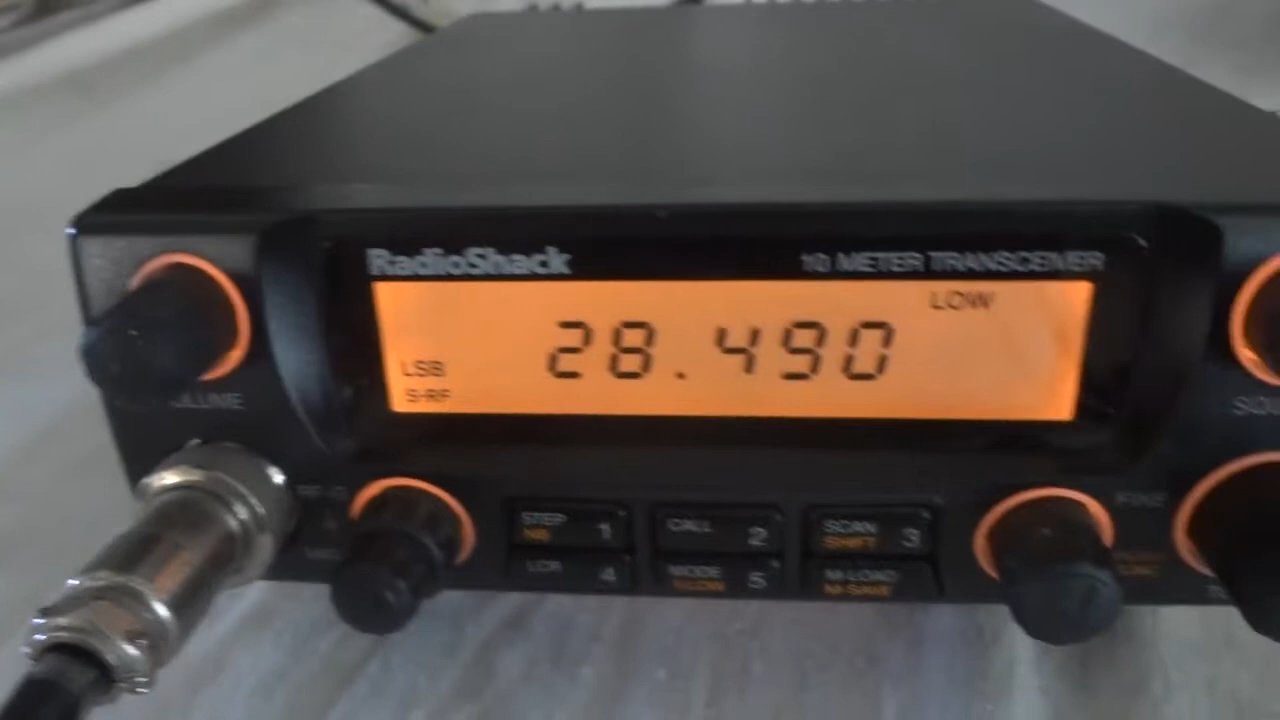 RadioShack
10 METER TRANSCEIVER
LOW
28.490
LSB
S-RF
STEP 1
NB
CALL 2
SCAN 3
SHIFT
LCR 4
MODE 5
M-LOAD
M-SAVE